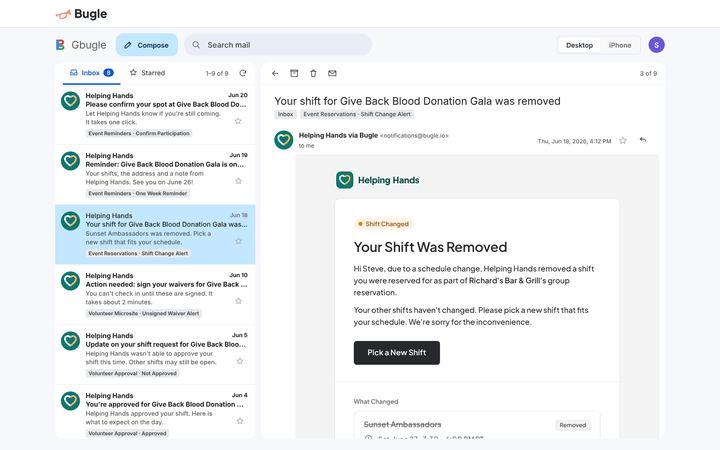 Bugle
Gbugle
Compose
Search mail
Desktop
iPhone
S
Inbox 8
Starred
1–9 of 9
3 of 9
Helping Hands
Jun 20
Please confirm your spot at Give Back Blood Do...
Let Helping Hands know if you're still coming.
It takes one click.
Event Reminders · Confirm Participation
Helping Hands
Jun 19
Reminder: Give Back Blood Donation Gala is on...
Your shifts, the address and a note from
Helping Hands. See you on June 26!
Event Reminders · One Week Reminder
Helping Hands
Jun 18
Your shift for Give Back Blood Donation Gala was...
Sunset Ambassadors was removed. Pick a
new shift that fits your schedule.
Event Reservations · Shift Change Alert
Helping Hands
Jun 10
Action needed: sign your waivers for Give Back ...
You can't check in until these are signed. It
takes about 2 minutes.
Volunteer Microsite · Unsigned Waiver Alert
Helping Hands
Jun 5
Update on your shift request for Give Back Bloo...
Helping Hands wasn't able to approve your
shift this time. Other shifts may still be open.
Volunteer Approval · Not Approved
Helping Hands
Jun 4
You're approved for Give Back Blood Donation ...
Helping Hands approved your shift. Here is
what to expect on the day.
Volunteer Approval · Approved
Your shift for Give Back Blood Donation Gala was removed
Inbox
Event Reservations · Shift Change Alert
Helping Hands via Bugle <notifications@bugle.io>
to me
Thu, Jun 18, 2026, 4:12 PM
Helping Hands
Shift Changed
Your Shift Was Removed
Hi Steve, due to a schedule change, Helping Hands removed a shift
you were reserved for as part of Richard's Bar & Grill's group
reservation.
Your other shifts haven't changed. Please pick a new shift that fits
your schedule. We're sorry for the inconvenience.
Pick a New Shift
What Changed
Sunset Ambassadors
Removed